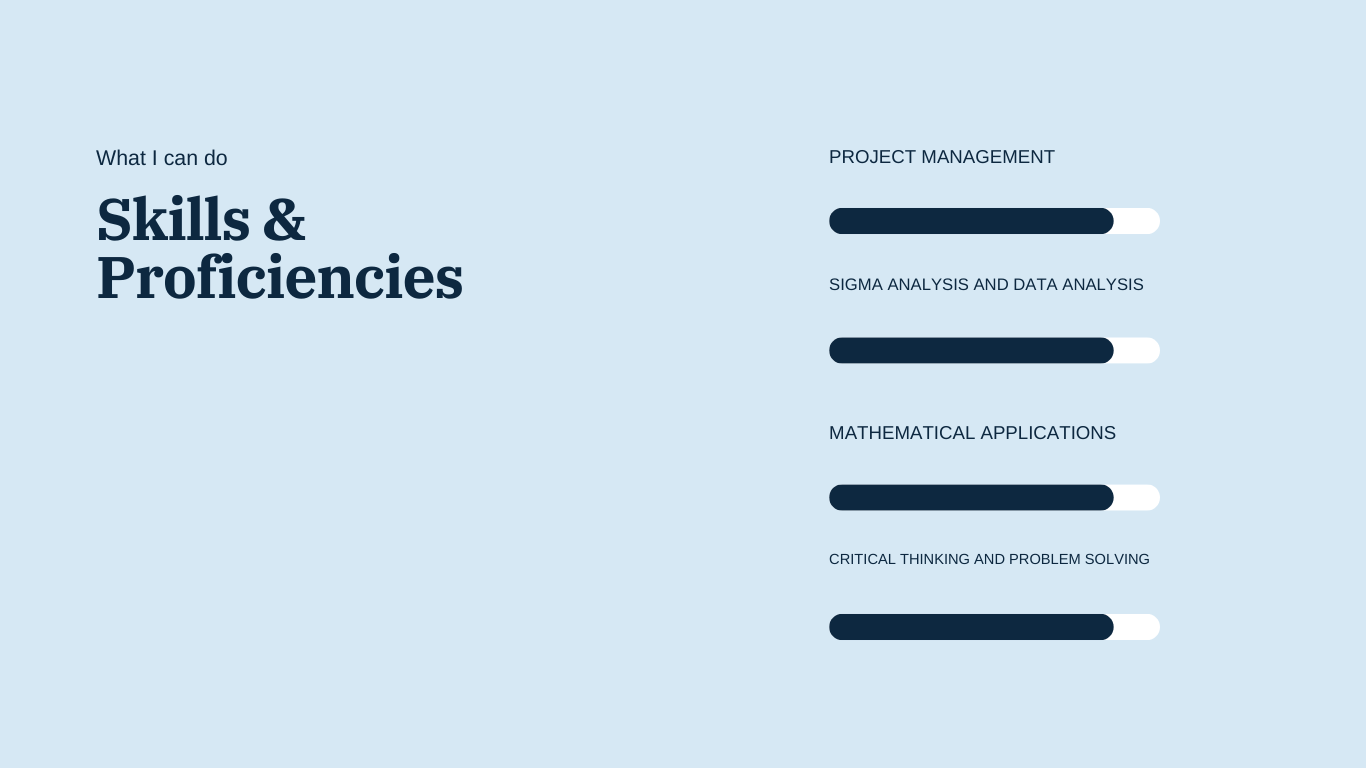 What I can do
Skills &
Proficiencies
PROJECT MANAGEMENT
SIGMA ANALYSIS AND DATA ANALYSIS
MATHEMATICAL APPLICATIONS
CRITICAL THINKING AND PROBLEM SOLVING